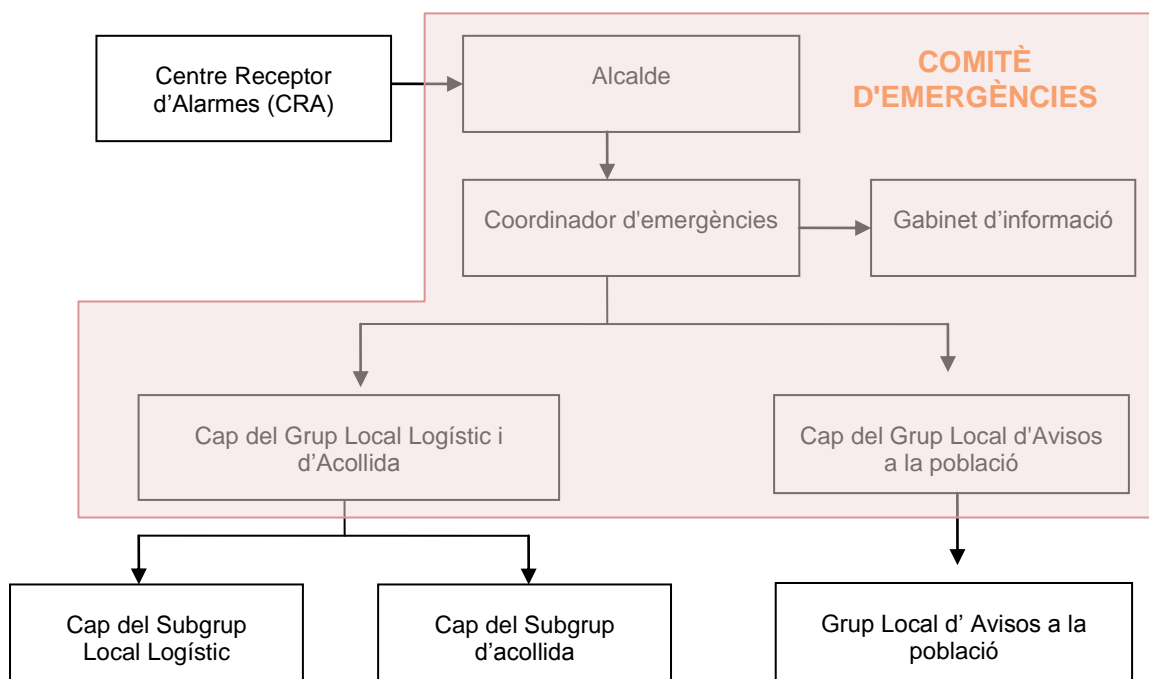 Centre Receptor
d’Alarmes (CRA)
Alcalde
COMITÈ
D'EMERGÈNCIES
Coordinador d'emergències
Gabinet d’informació
Cap del Grup Local Logístic i
d’Acollida
Cap del Grup Local d'Avisos
a la població
Cap del Subgrup
Local Logístic
Cap del Subgrup
d’acollida
Grup Local d’ Avisos a la
població